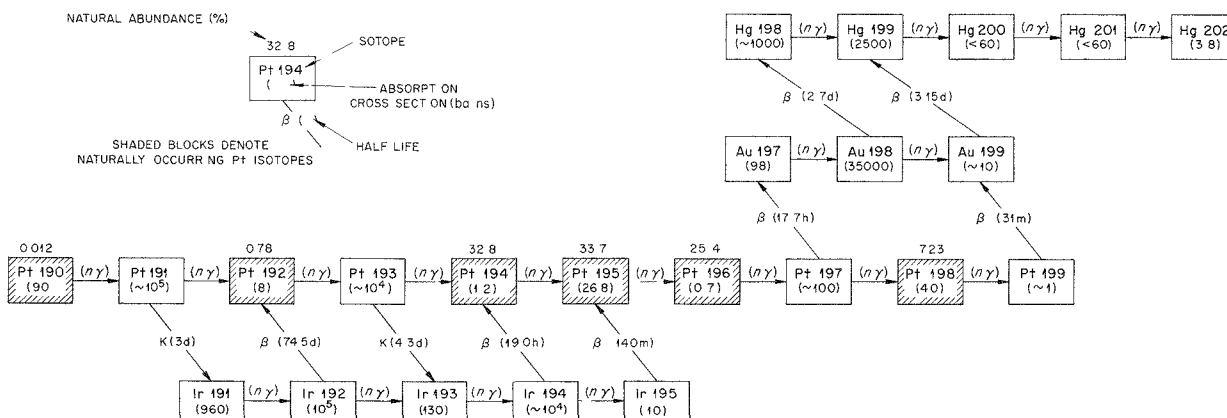 NATURAL ABUNDANCE (%)
32 8
SOTOPE
Pt 194
( )
ABSORPT ON
CROSS SECT ON (ba ns)
β ( )
HALF LIFE
SHADED BLOCKS DENOTE
NATURALLY OCCURR NG Pt ISOTOPES
Hg 198 (n γ) Hg 199 (n γ) Hg 200 (n γ) Hg 201 (n γ) Hg 202
(~1000) (2500) (<60) (<60) (3 8)
β (2 7d) β (3 15d)
Au 197 (n γ) Au 198 (n γ) Au 199
(98) (35000) (~10)
β (17 7h) β (31m)
0 012 0 78 32 8 33 7 25 4 7 23
Pt 190 (n γ) Pt 191 (n γ) Pt 192 (n γ) Pt 193 (n γ) Pt 194 (n γ) Pt 195 (n γ) Pt 196 (n γ) Pt 197 (n γ) Pt 198 (n γ) Pt 199
(90 (~10⁵) (8) (~10⁴) (1 2) (26 8) (0 7) (~100) (4 0) (~1)
K (3d) β (74 5d) K (4 3d) β (19 0h) β 140m)
Ir 191 (n γ) Ir 192 (n γ) Ir 193 (n γ) Ir 194 (n γ) Ir 195
(960) (10⁵) (130) (~10⁴) (10)